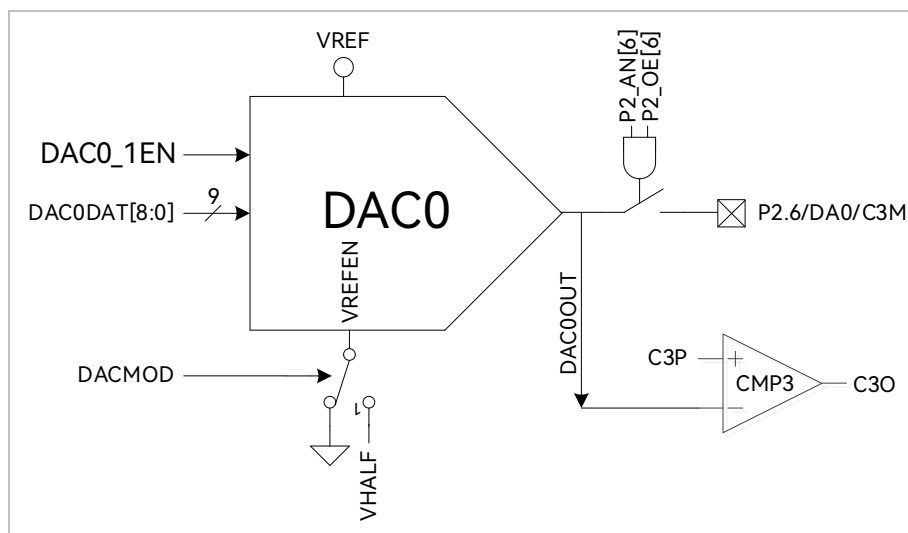 VREF
P2_AN[6]
P2_OE[6]
DAC0_1EN
9
DAC0DAT[8:0]
DAC0
P2.6/DA0/C3M
VREFEN
DAC0OUT
DACMOD
C3P
+
CMP3
C3O
−
1
VHALF